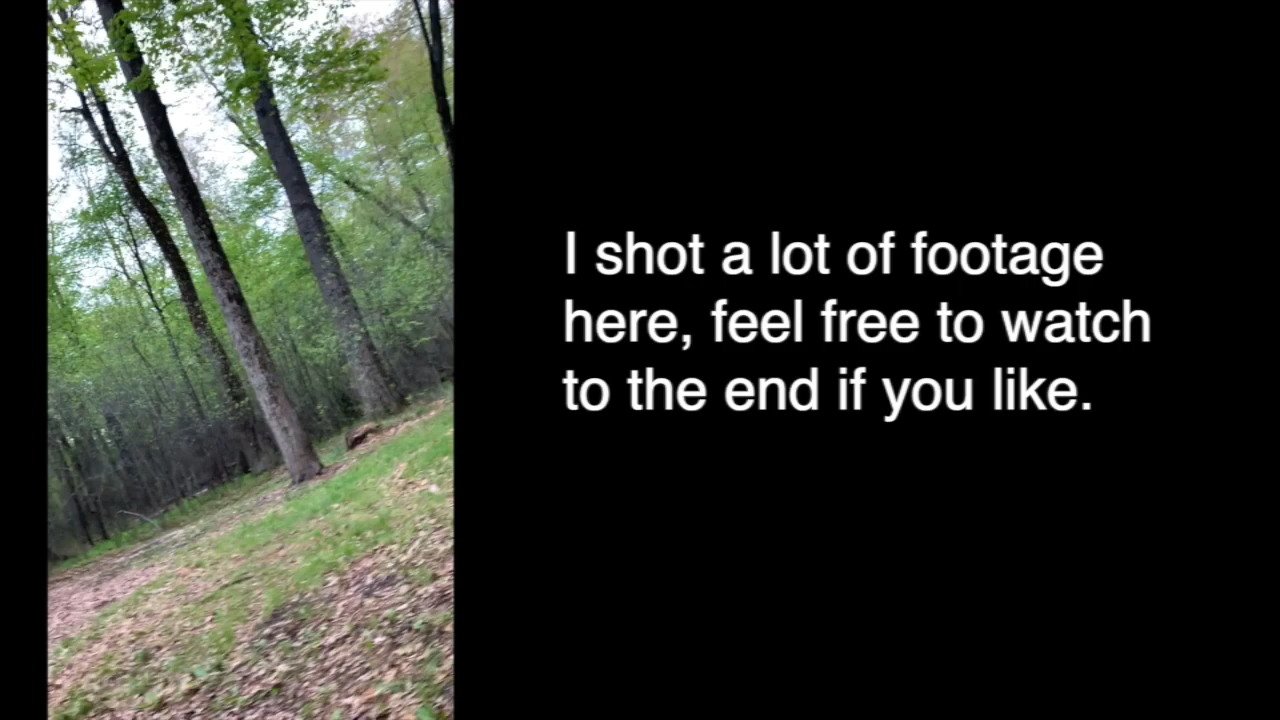 I shot a lot of footage
here, feel free to watch
to the end if you like.